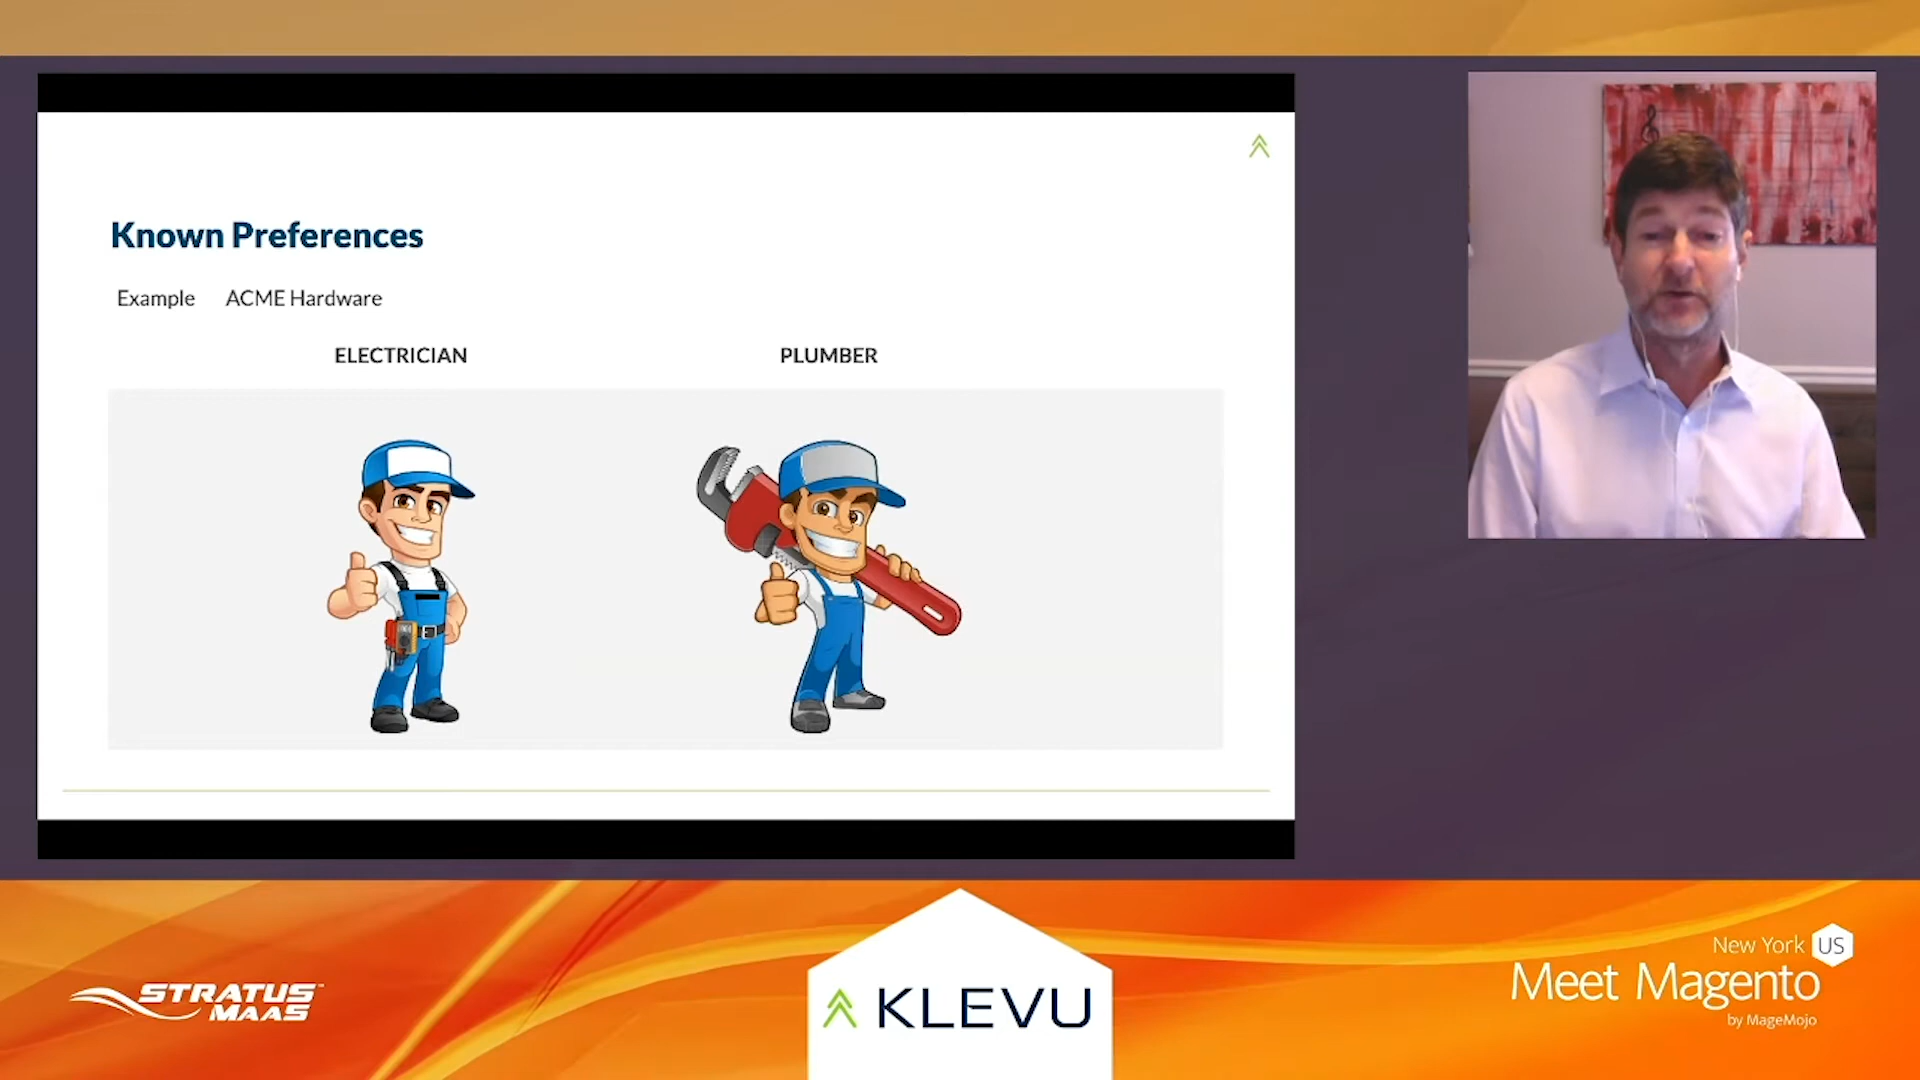 Known Preferences
Example ACME Hardware
ELECTRICIAN PLUMBER
STRATUS
MAAS
KLEVU
New York US
Meet Magento
by MageMojo